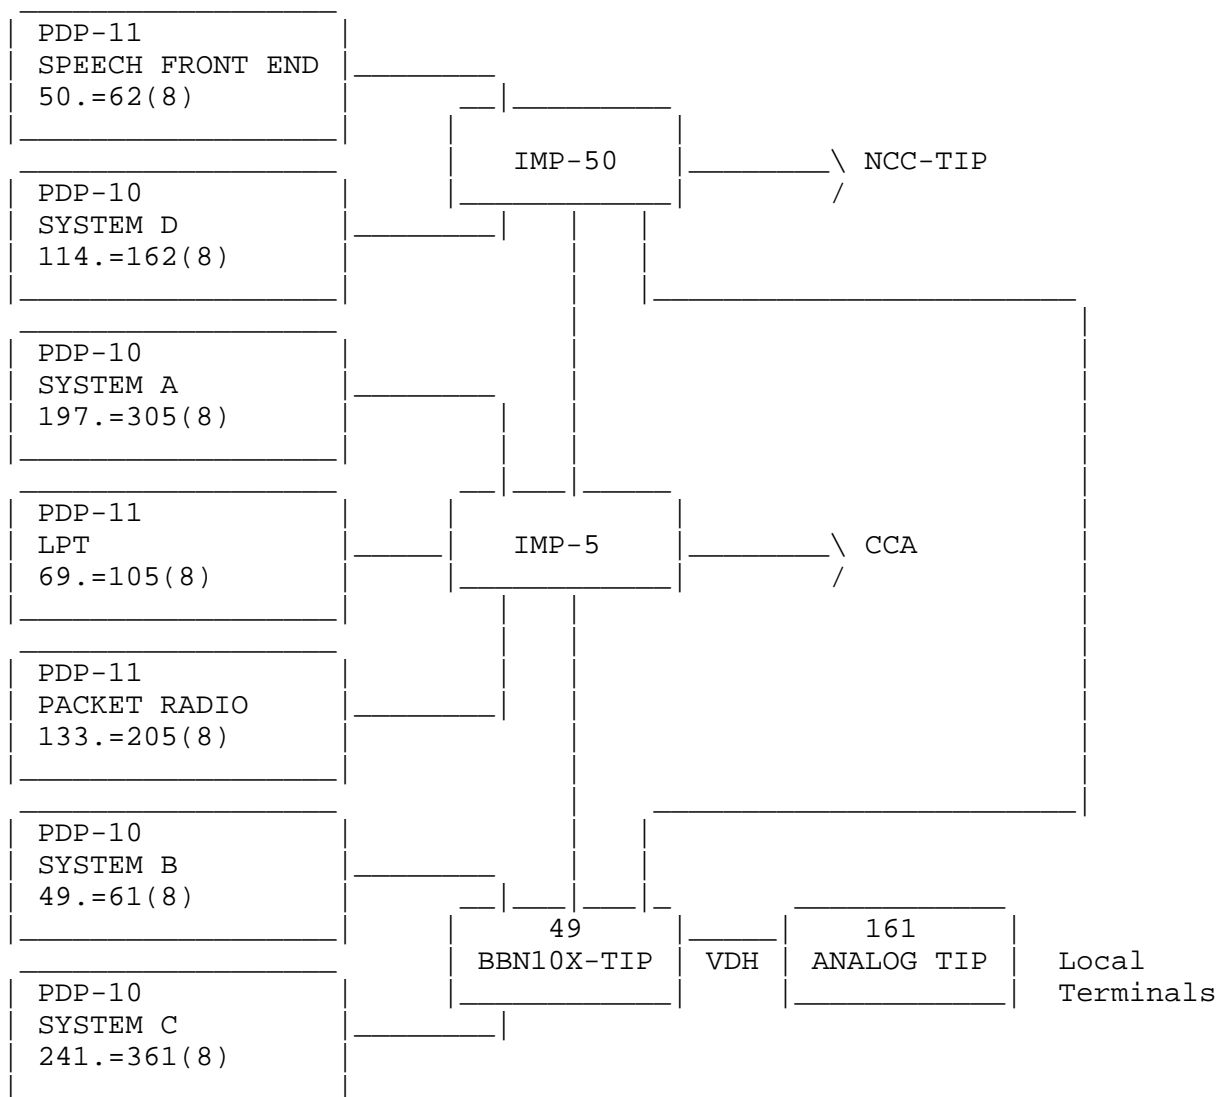 PDP-11
SPEECH FRONT END
50.=62(8)
IMP-50
NCC-TIP
PDP-10
SYSTEM D
114.=162(8)
PDP-10
SYSTEM A
197.=305(8)
PDP-11
LPT
69.=105(8)
IMP-5
CCA
PDP-11
PACKET RADIO
133.=205(8)
PDP-10
SYSTEM B
49.=61(8)
49
BBN10X-TIP
VDH
161
ANALOG TIP
Local
Terminals
PDP-10
SYSTEM C
241.=361(8)